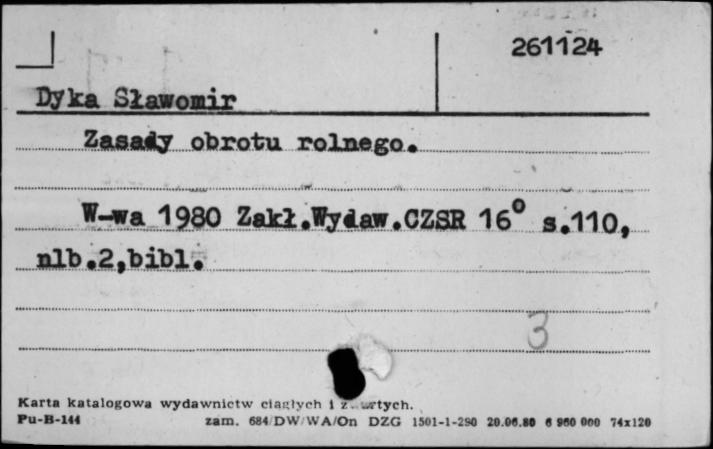 261124
Dyka Sławomir
Zasady obrotu rolnego.
W-wa 1980 Zakł.Wydaw.CZSR 16° s.110,
nlb.2,bibl.
3
Karta katalogowa wydawnictw ciągłych i zwartych.
Pu-B-144 zam. 684/DW/WA/On DZG 1501-1-290 20.06.80 6 960 000 74x120